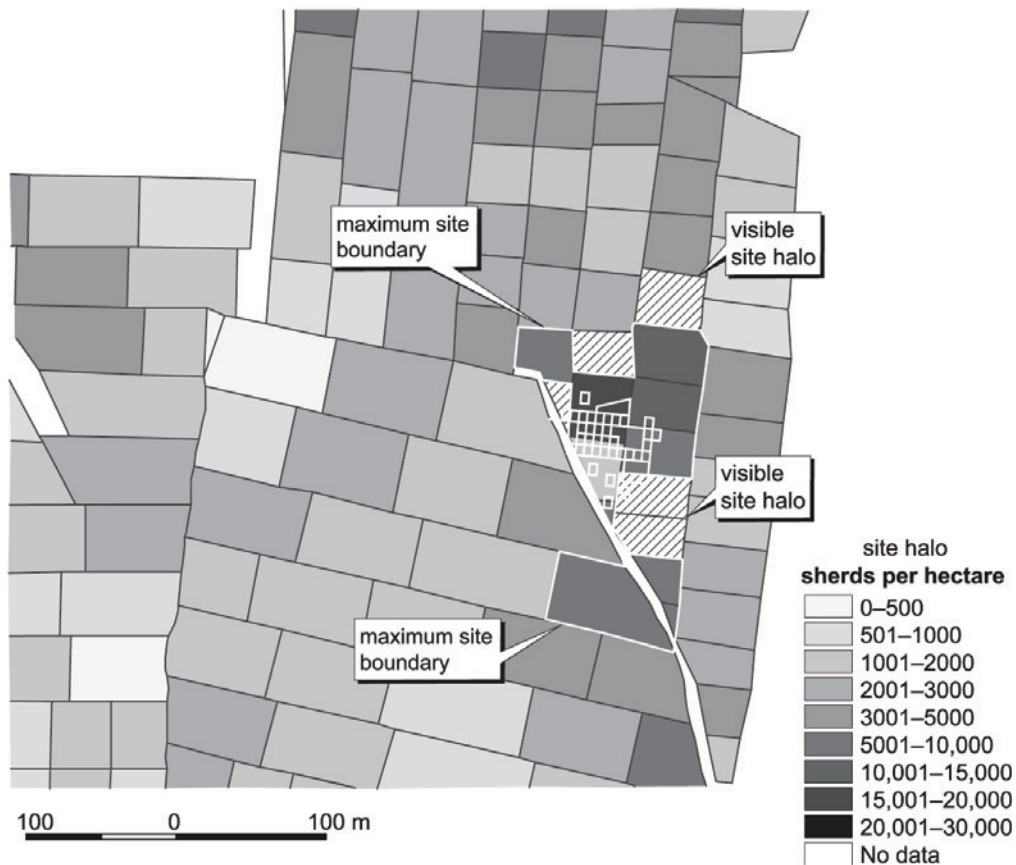 maximum site
boundary
visible
site halo
visible
site halo
maximum site
boundary
site halo
sherds per hectare
0–500
501–1000
1001–2000
2001–3000
3001–5000
5001–10,000
10,001–15,000
15,001–20,000
20,001–30,000
No data
100 0 100 m